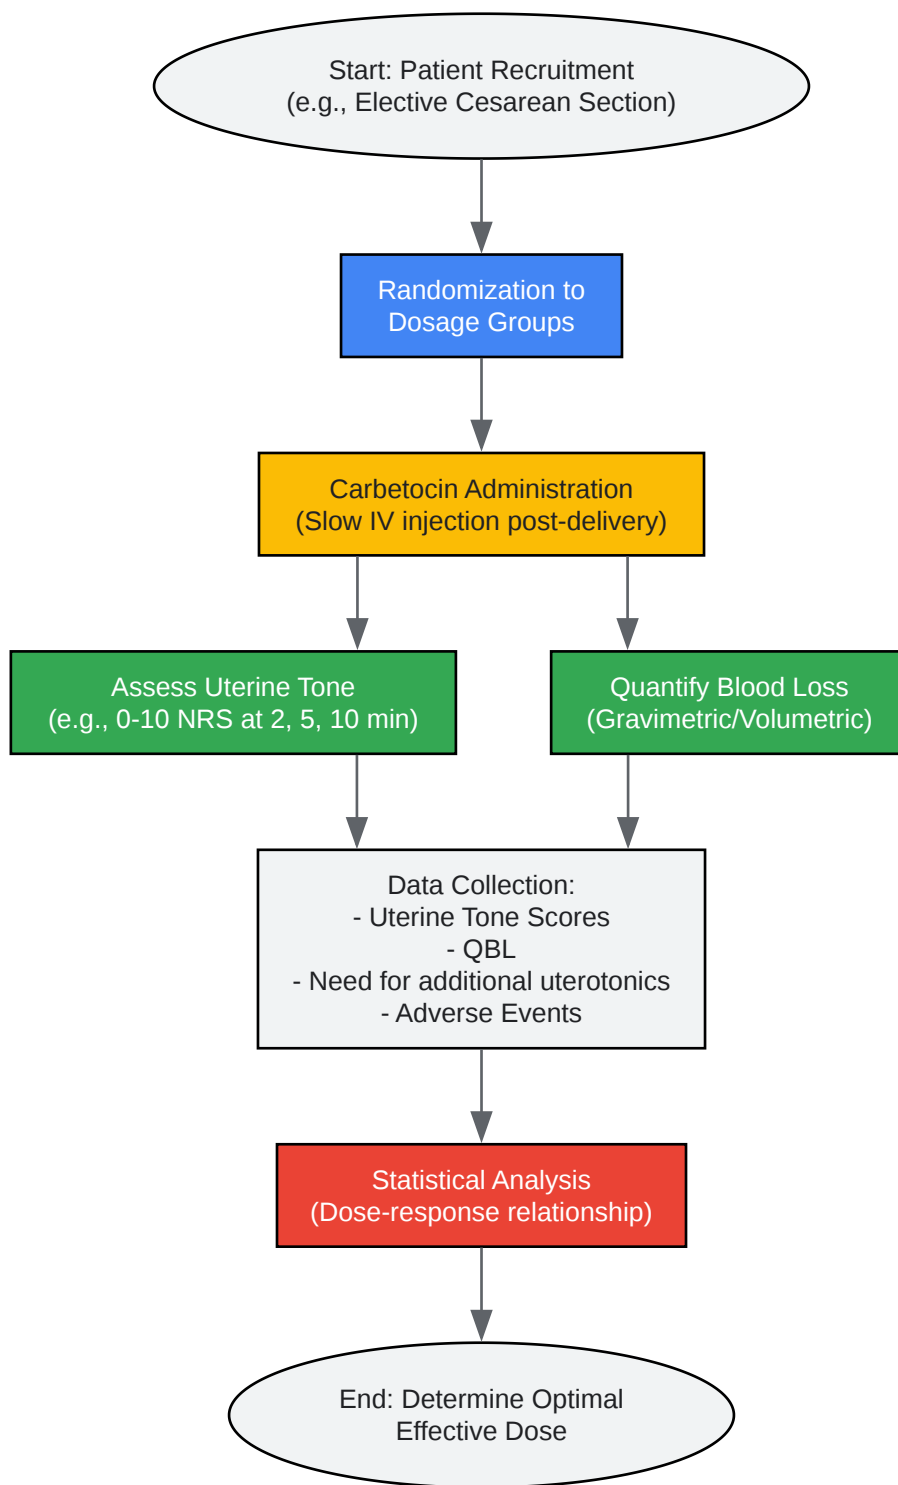 Start: Patient Recruitment
(e.g., Elective Cesarean Section)
Randomization to
Dosage Groups
Carbetocin Administration
(Slow IV injection post-delivery)
Assess Uterine Tone
(e.g., 0-10 NRS at 2, 5, 10 min)
Quantify Blood Loss
(Gravimetric/Volumetric)
Data Collection:
- Uterine Tone Scores
- QBL
- Need for additional uterotonics
- Adverse Events
Statistical Analysis
(Dose-response relationship)
End: Determine Optimal
Effective Dose